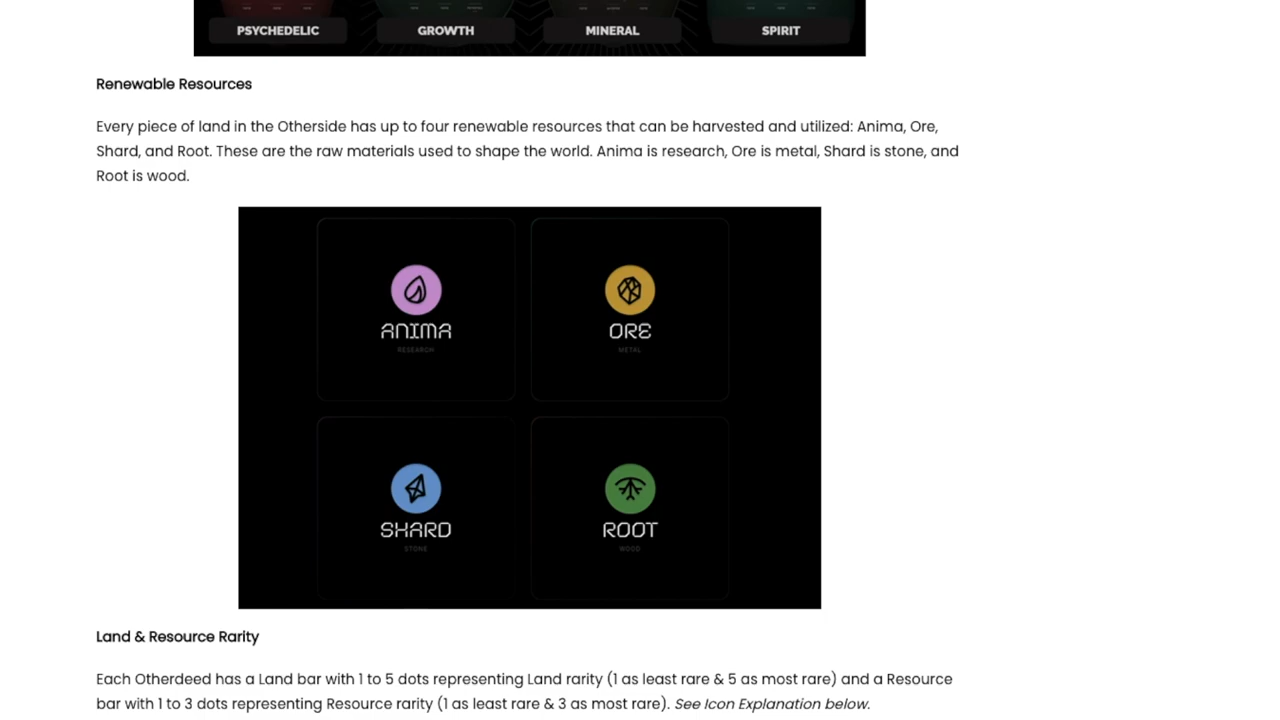 PSYCHEDELIC GROWTH MINERAL SPIRIT
Renewable Resources
Every piece of land in the Otherside has up to four renewable resources that can be harvested and utilized: Anima, Ore,
Shard, and Root. These are the raw materials used to shape the world. Anima is research, Ore is metal, Shard is stone, and
Root is wood.
ANIMA ORE
RESEARCH METAL
SHARD ROOT
STONE WOOD
Land & Resource Rarity
Each Otherdeed has a Land bar with 1 to 5 dots representing Land rarity (1 as least rare & 5 as most rare) and a Resource
bar with 1 to 3 dots representing Resource rarity (1 as least rare & 3 as most rare). See Icon Explanation below.